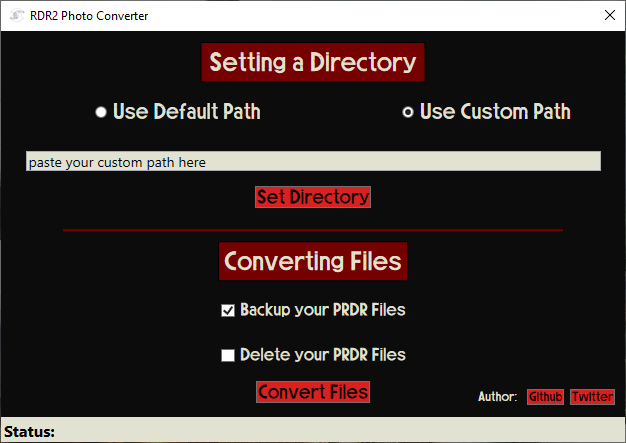 RDR2 Photo Converter
Setting a Directory
Use Default Path
Use Custom Path
paste your custom path here
Set Directory
Converting Files
Backup your PRDR Files
Delete your PRDR Files
Convert Files
Author: Github Twitter
Status: